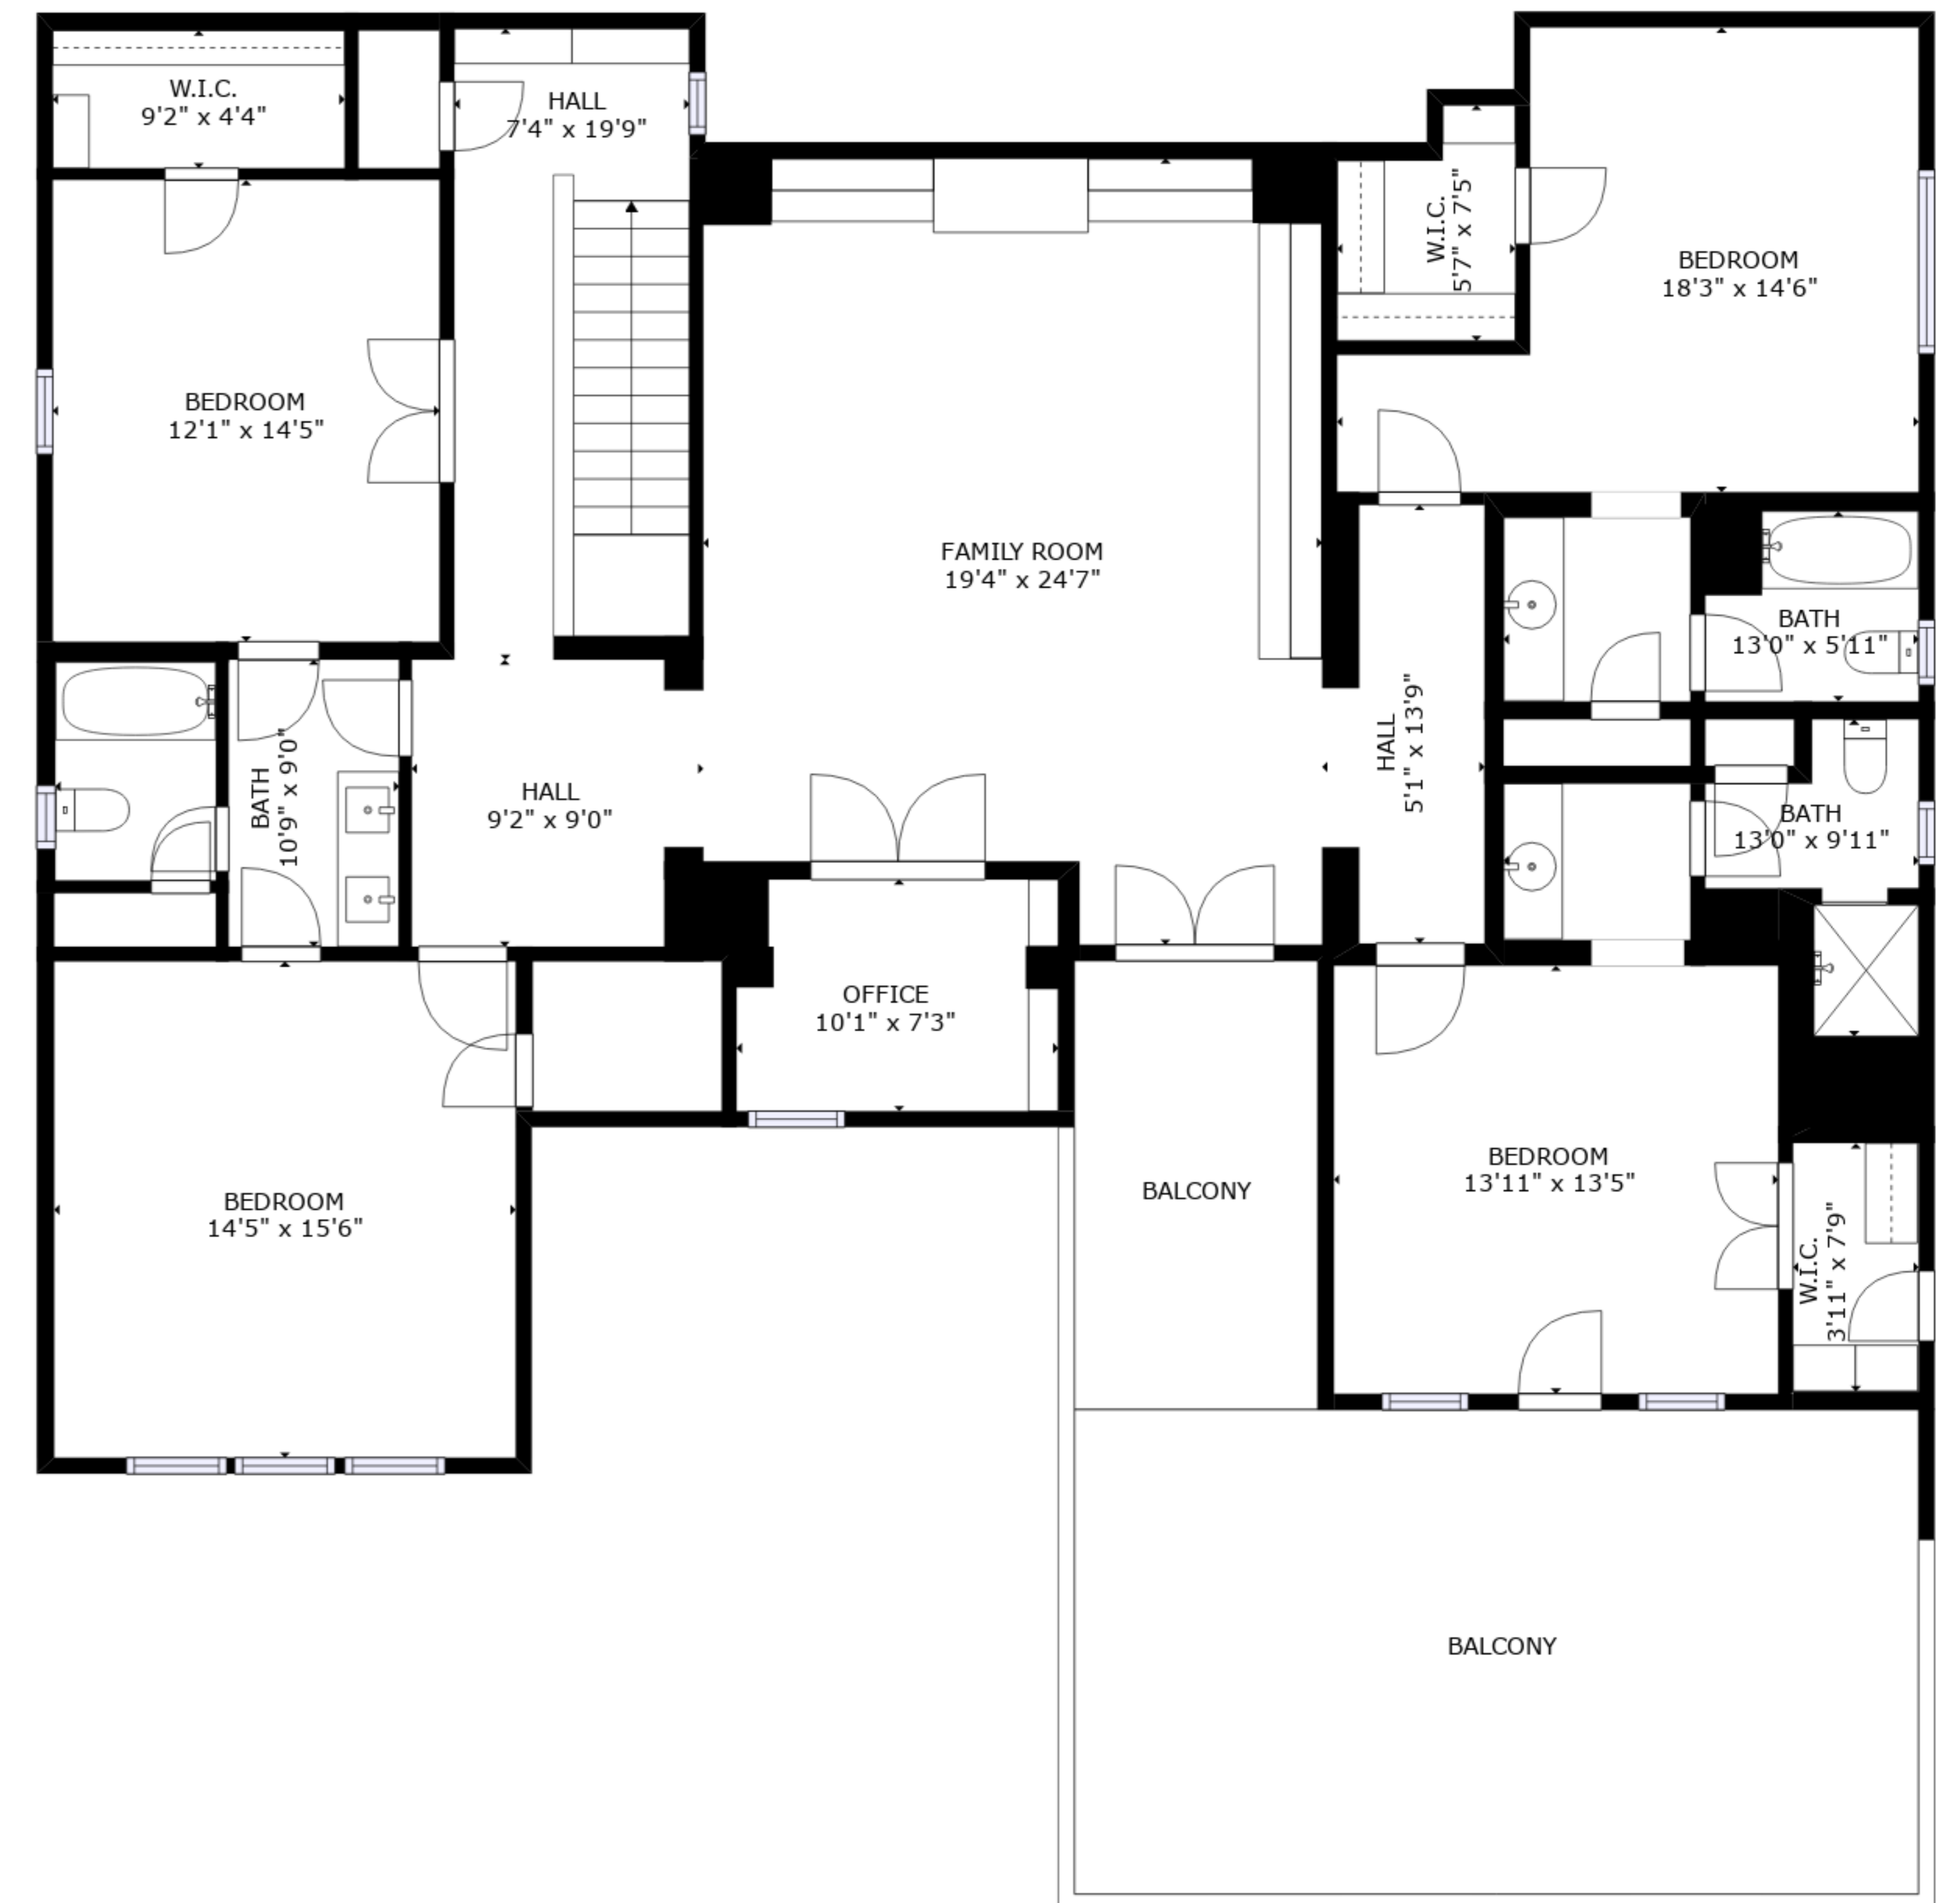 W.I.C.
9'2" x 4'4"
HALL
7'4" x 19'9"
W.I.C.
5'7" x 7'5"
BEDROOM
18'3" x 14'6"
BEDROOM
12'1" x 14'5"
FAMILY ROOM
19'4" x 24'7"
BATH
13'0" x 5'11"
HALL
5'1" x 13'9"
BATH
10'9" x 9'0"
HALL
9'2" x 9'0"
BATH
13'0" x 9'11"
OFFICE
10'1" x 7'3"
BEDROOM
14'5" x 15'6"
BALCONY
BEDROOM
13'11" x 13'5"
W.I.C.
3'11" x 7'9"
BALCONY